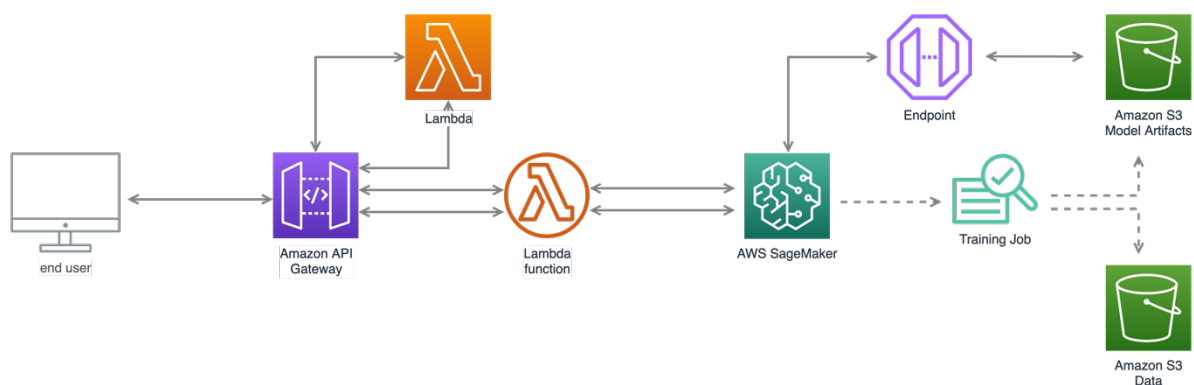 Lambda
Endpoint
Amazon S3
Model Artifacts
end user
</>
Amazon API
Gateway
Lambda
function
AWS SageMaker
Training Job
Amazon S3
Data